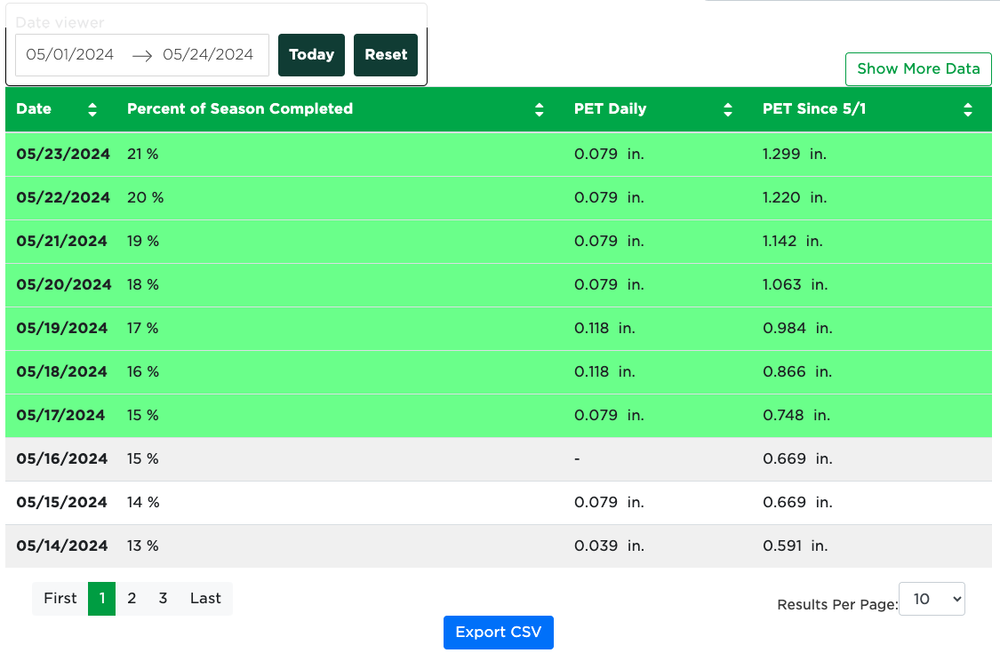 Date viewer
05/01/2024 → 05/24/2024 Today Reset
Show More Data
Date Percent of Season Completed PET Daily PET Since 5/1
05/23/2024 21 % 0.079 in. 1.299 in.
05/22/2024 20 % 0.079 in. 1.220 in.
05/21/2024 19 % 0.079 in. 1.142 in.
05/20/2024 18 % 0.079 in. 1.063 in.
05/19/2024 17 % 0.118 in. 0.984 in.
05/18/2024 16 % 0.118 in. 0.866 in.
05/17/2024 15 % 0.079 in. 0.748 in.
05/16/2024 15 % - 0.669 in.
05/15/2024 14 % 0.079 in. 0.669 in.
05/14/2024 13 % 0.039 in. 0.591 in.
First 1 2 3 Last
Results Per Page: 10
Export CSV